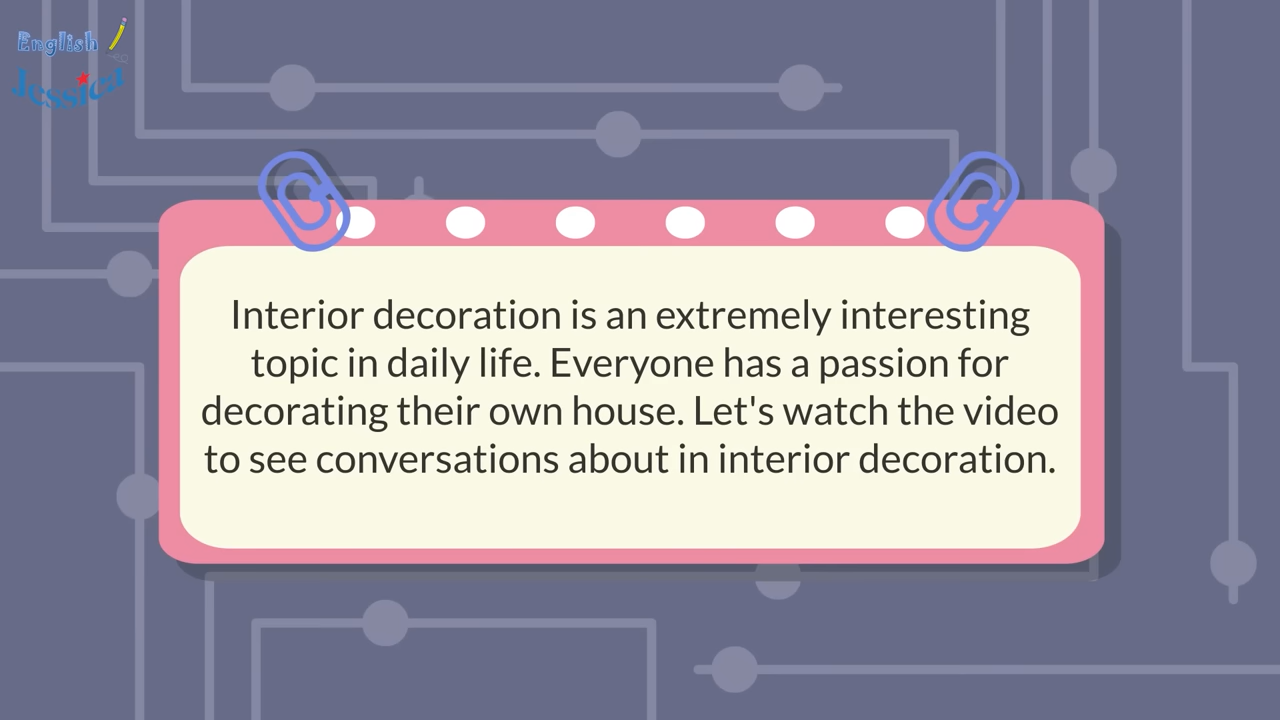 English
Jessica
Interior decoration is an extremely interesting
topic in daily life. Everyone has a passion for
decorating their own house. Let's watch the video
to see conversations about in interior decoration.